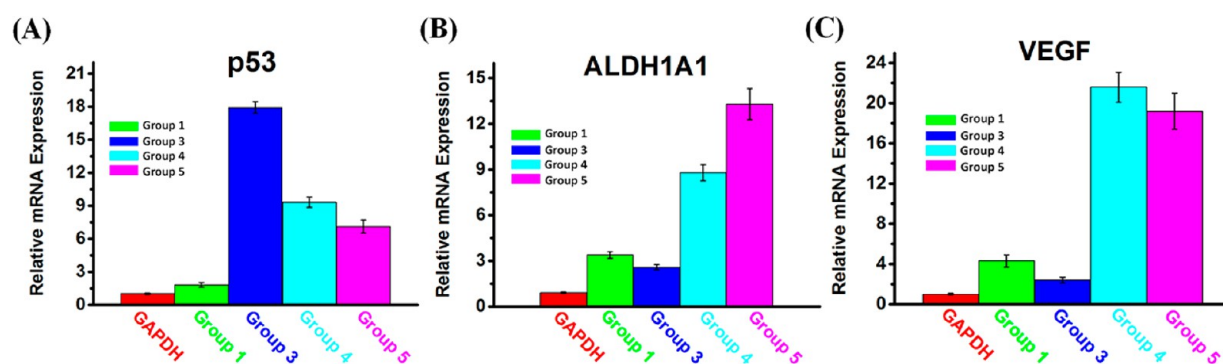 (A)
p53
Relative mRNA Expression
21
18
15
12
9
6
3
0
Group 1
Group 3
Group 4
Group 5
GAPDH
Group 1
Group 3
Group 4
Group 5
(B)
ALDH1A1
Relative mRNA Expression
15
12
9
6
3
0
Group 1
Group 3
Group 4
Group 5
GAPDH
Group 1
Group 3
Group 4
Group 5
(C)
VEGF
Relative mRNA Expression
24
20
16
12
8
4
0
Group 1
Group 3
Group 4
Group 5
GAPDH
Group 1
Group 3
Group 4
Group 5